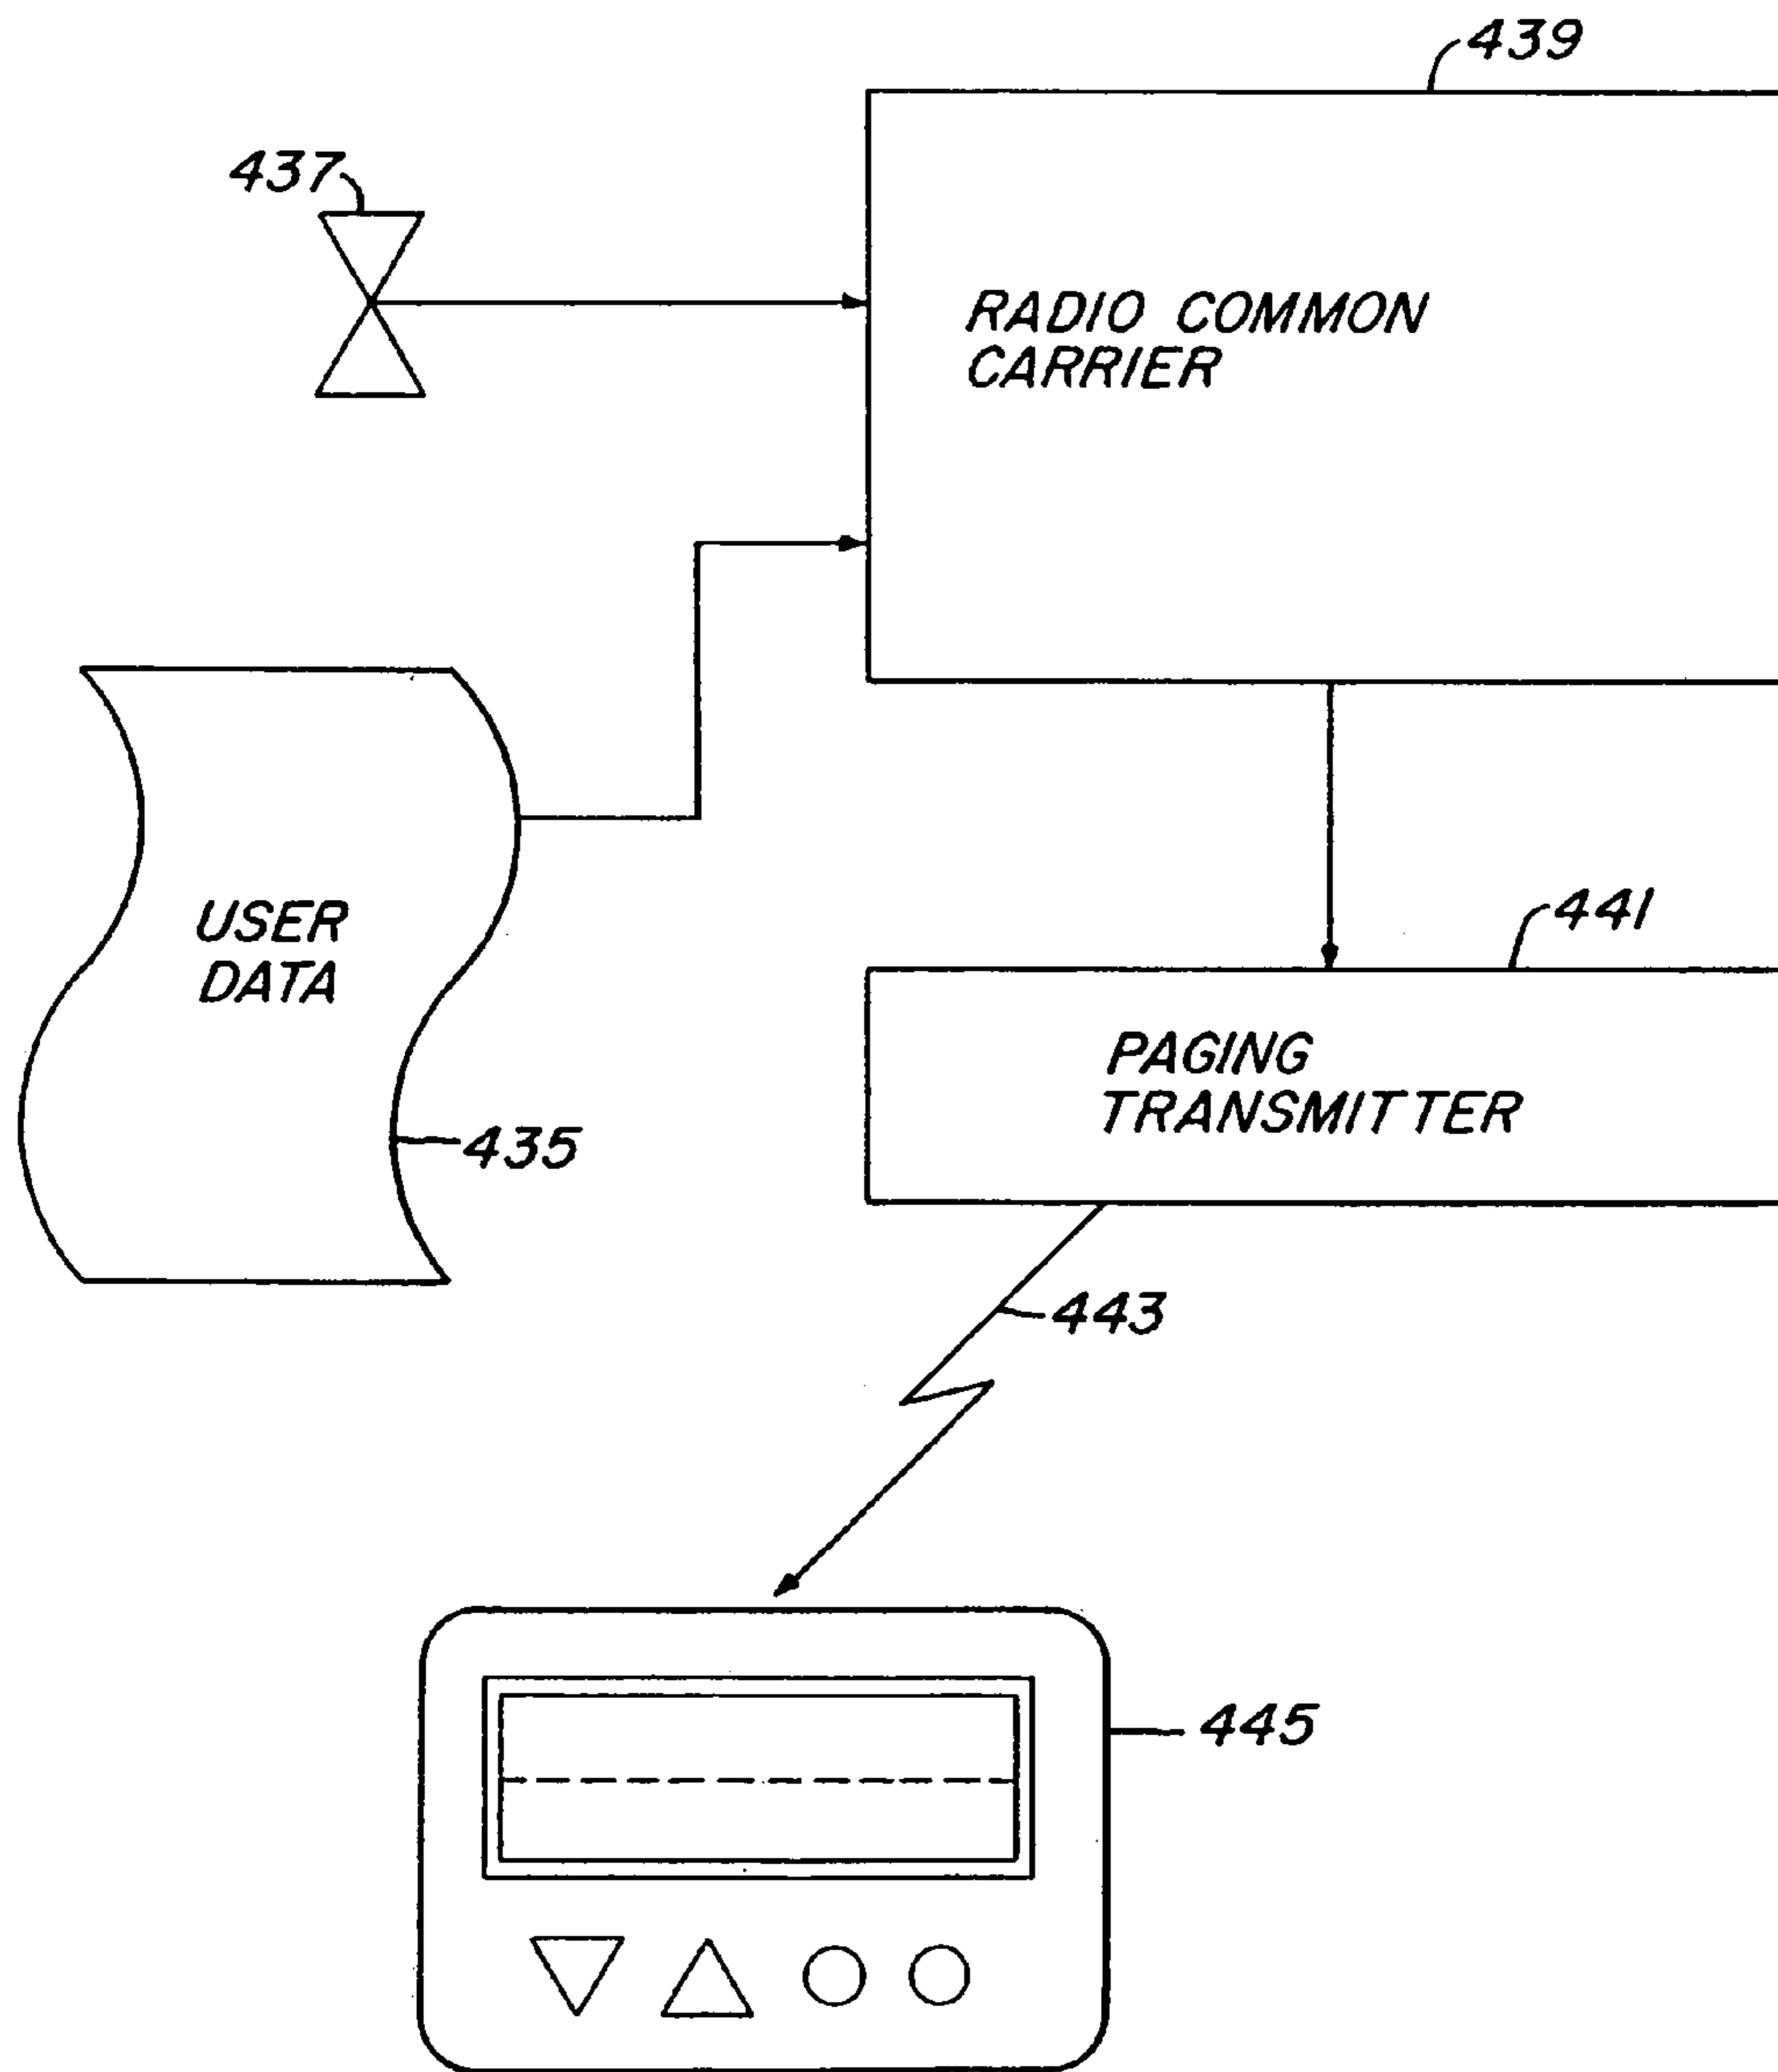 439
437
RADIO COMMON
CARRIER
USER
DATA
441
PAGING
TRANSMITTER
435
443
445